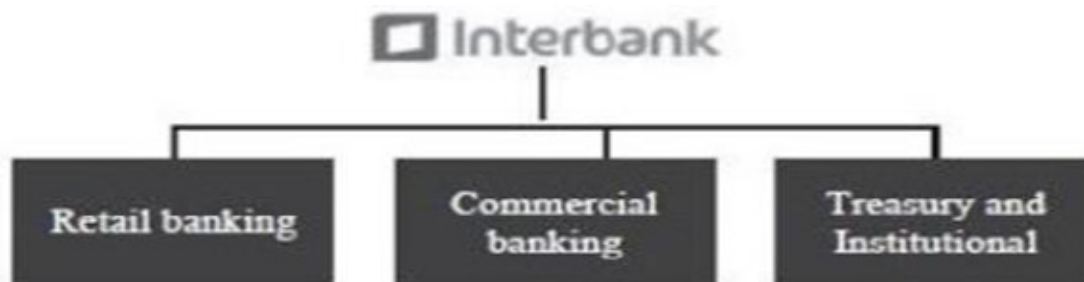 Interbank
Retail banking
Commercial
banking
Treasury and
Institutional